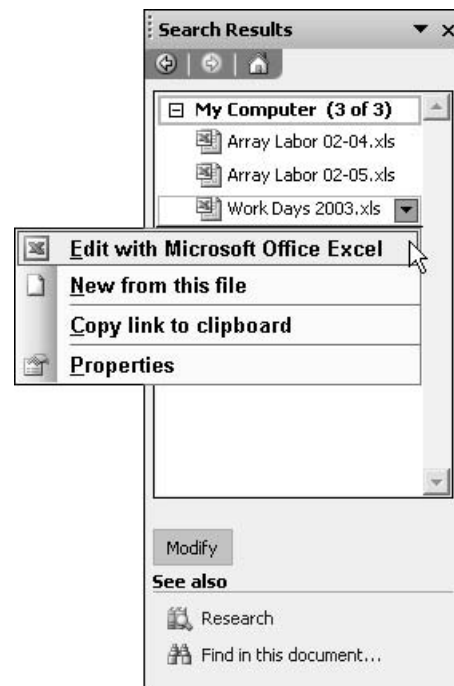 Search Results
My Computer (3 of 3)
Array Labor 02-04.xls
Array Labor 02-05.xls
Work Days 2003.xls
Edit with Microsoft Office Excel
New from this file
Copy link to clipboard
Properties
Modify
See also
Research
Find in this document...